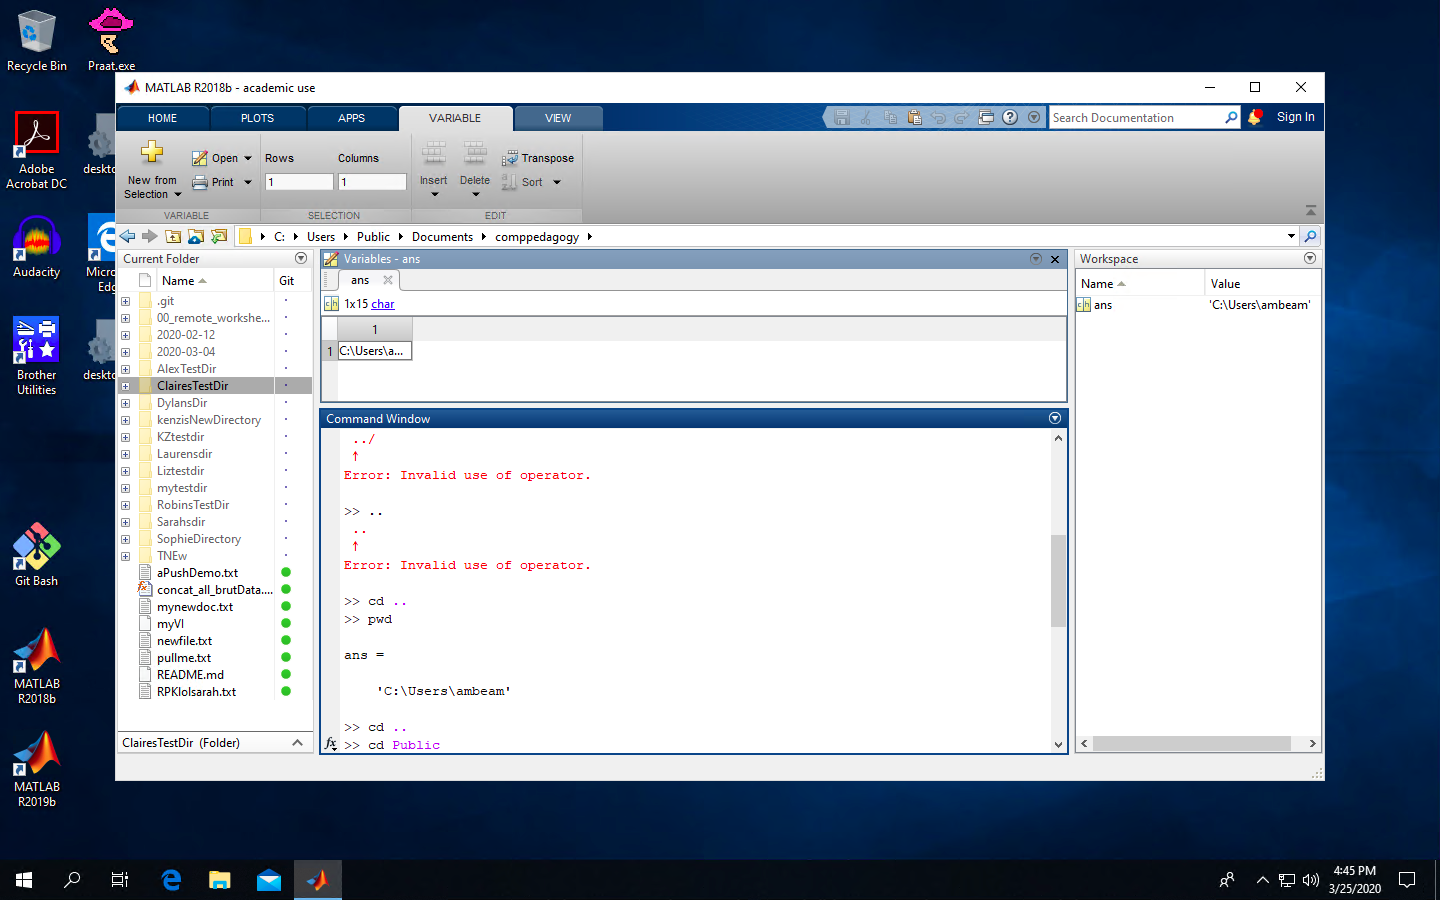 Recycle Bin
Praat.exe
Adobe
Acrobat DC
deskto
Audacity
Micro
Edg
Brother
Utilities
deskto
Git Bash
MATLAB
R2018b
MATLAB
R2019b
MATLAB R2018b - academic use
HOME
PLOTS
APPS
VARIABLE
VIEW
Search Documentation
Sign In
New from
Selection
Open
Print
Rows
Columns
1
1
Insert
Delete
Transpose
Sort
VARIABLE
SELECTION
EDIT
C:
Users
Public
Documents
comppedagogy
Current Folder
Name
Git
.git
00_remote_workshe...
2020-02-12
2020-03-04
AlexTestDir
ClairesTestDir
DylansDir
kenzisNewDirectory
KZtestdir
Laurensdir
Liztestdir
mytestdir
RobinsTestDir
Sarahsdir
SophieDirectory
TNEw
aPushDemo.txt
concat_all_brutData....
mynewdoc.txt
myVI
newfile.txt
pullme.txt
README.md
RPKlolsarah.txt
ClairesTestDir (Folder)
Variables - ans
ans
1x15 char
1
1
C:\Users\a...
Command Window
../
↑
Error: Invalid use of operator.
>> ..
..
↑
Error: Invalid use of operator.
>> cd ..
>> pwd
ans =
'C:\Users\ambeam'
>> cd ..
fx >> cd Public
Workspace
Name
Value
ans
'C:\Users\ambeam'
4:45 PM
3/25/2020